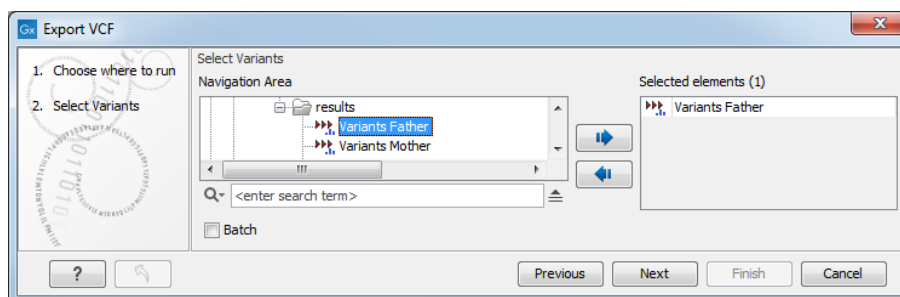 Gx Export VCF
1. Choose where to run
2. Select Variants
Select Variants
Navigation Area
results
Variants Father
Variants Mother
<enter search term>
Batch
Selected elements (1)
Variants Father
?
Previous
Next
Finish
Cancel